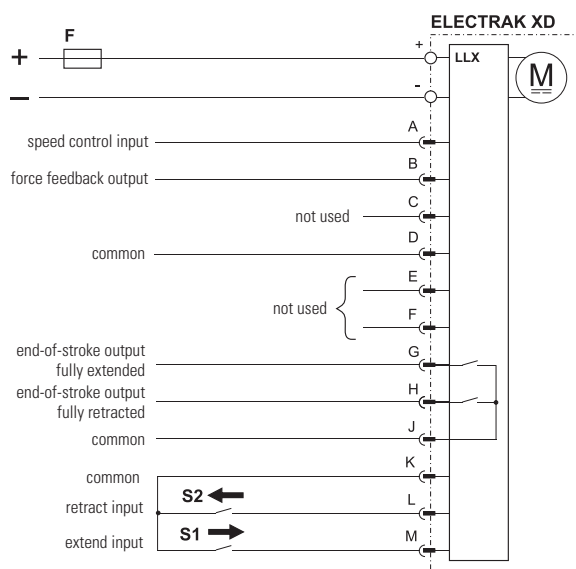 ELECTRAK XD
F
+
+
LLX
M
–
-
A
speed control input
B
force feedback output
C
not used
D
common
E
not used
F
end-of-stroke output
fully extended
G
end-of-stroke output
fully retracted
H
common
J
common
K
S2
retract input
L
S1
extend input
M